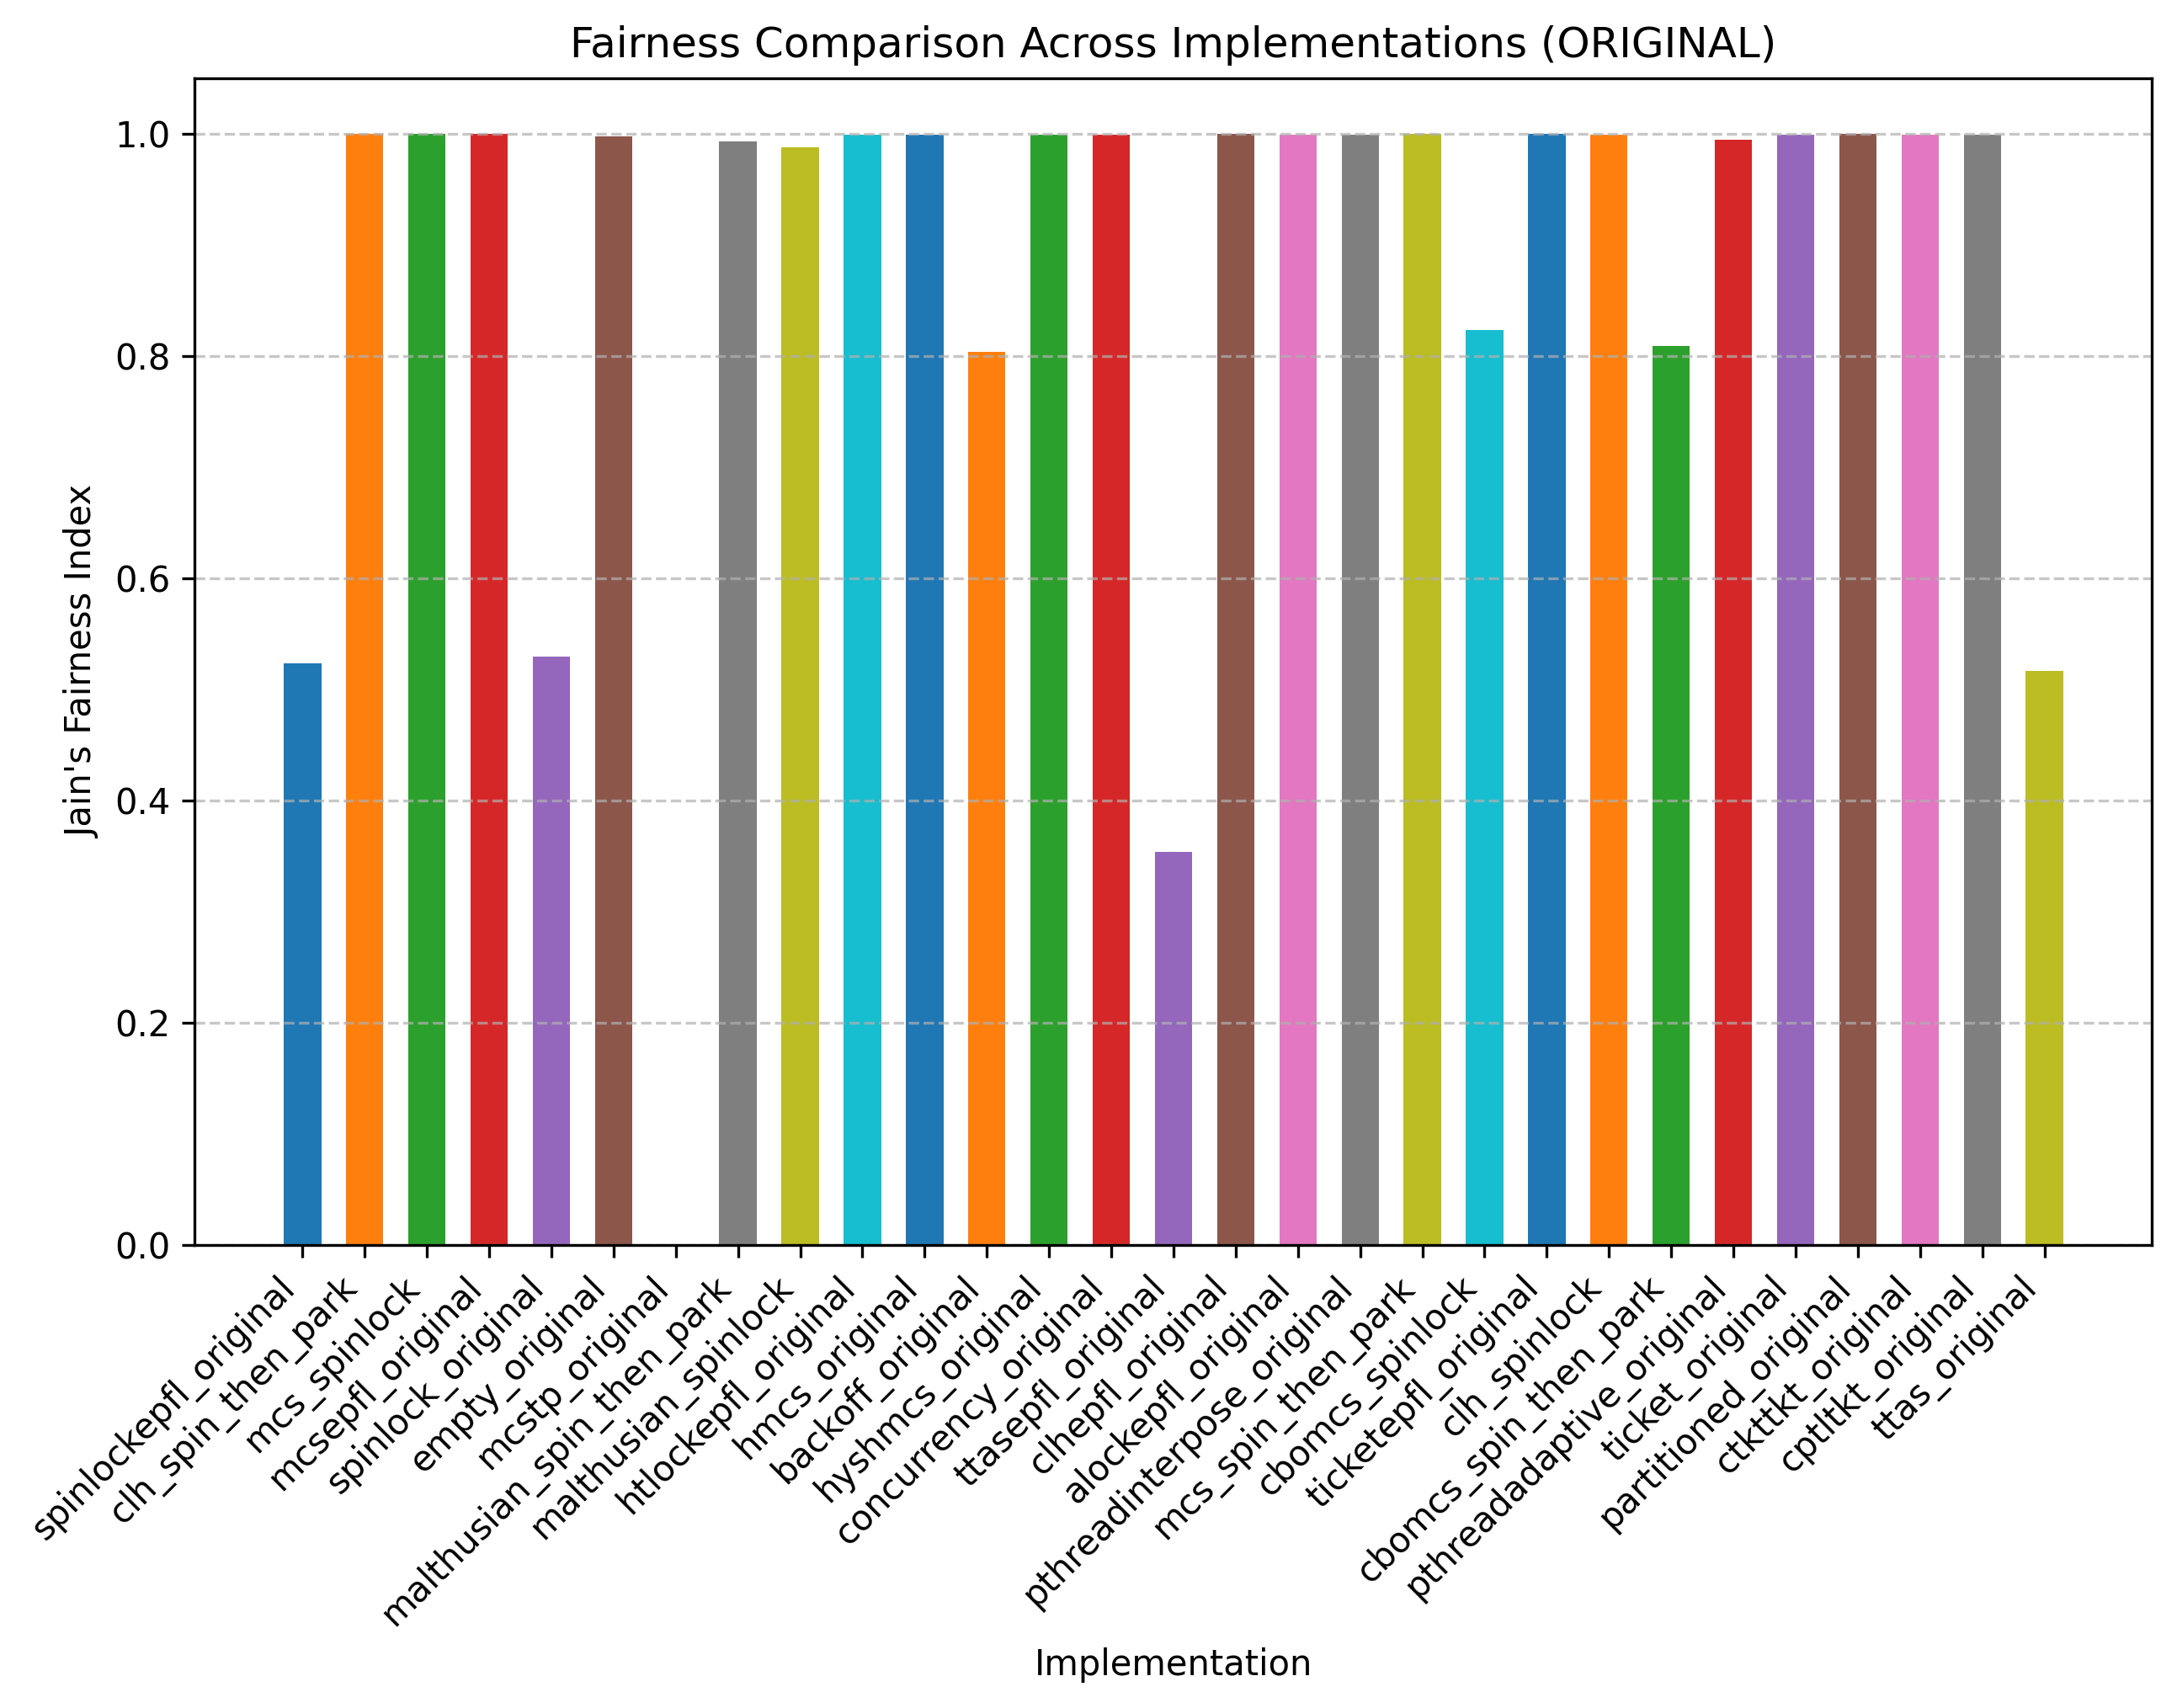 Fairness Comparison Across Implementations (ORIGINAL)
Jain's Fairness Index
1.0
0.8
0.6
0.4
0.2
0.0
spinlockepfl_original
clh_spin_then_park
mcs_spinlock
mcsepfl_original
spinlock_original
empty_original
mcstp_original
malthusian_spin_then_park
malthusian_spinlock
htlockepfl_original
hmcs_original
backoff_original
hyshmcs_original
concurrency_original
ttasepfl_original
clhepfl_original
alockepfl_original
pthreadinterpose_original
mcs_spin_then_park
cbomcs_spinlock
ticketepfl_original
clh_spinlock
cbomcs_spin_then_park
pthreadadaptive_original
ticket_original
partitioned_original
ctkttkt_original
cptltkt_original
ttas_original
Implementation